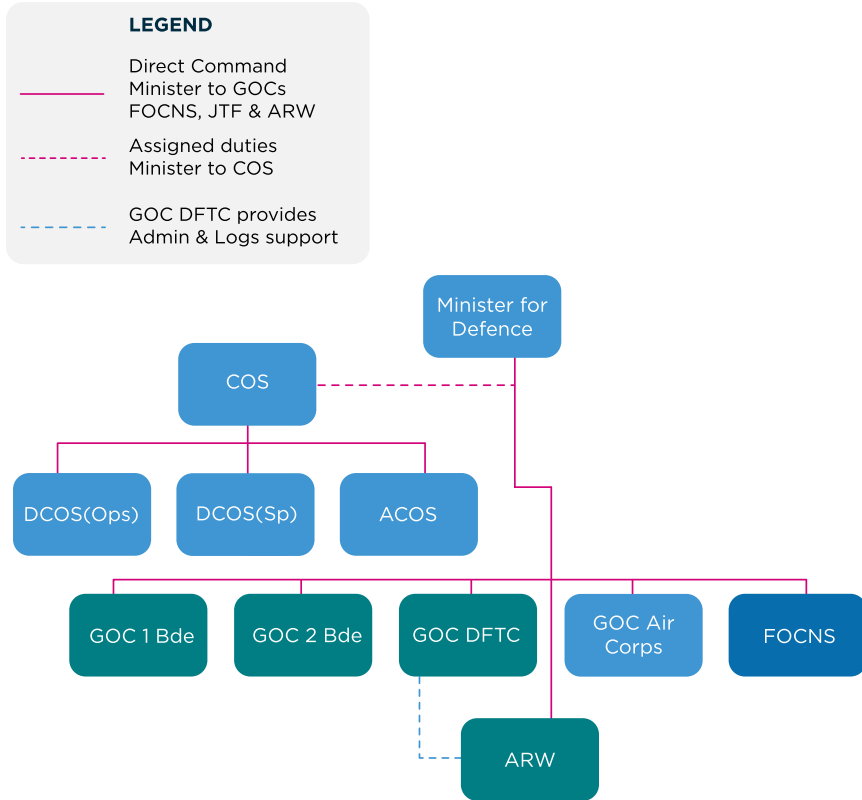 LEGEND
Direct Command
Minister to GOCs
FOCNS, JTF & ARW
Assigned duties
Minister to COS
GOC DFTC provides
Admin & Logs support
Minister for
Defence
COS
DCOS(Ops)
DCOS(Sp)
ACOS
GOC 1 Bde
GOC 2 Bde
GOC DFTC
GOC Air
Corps
FOCNS
ARW